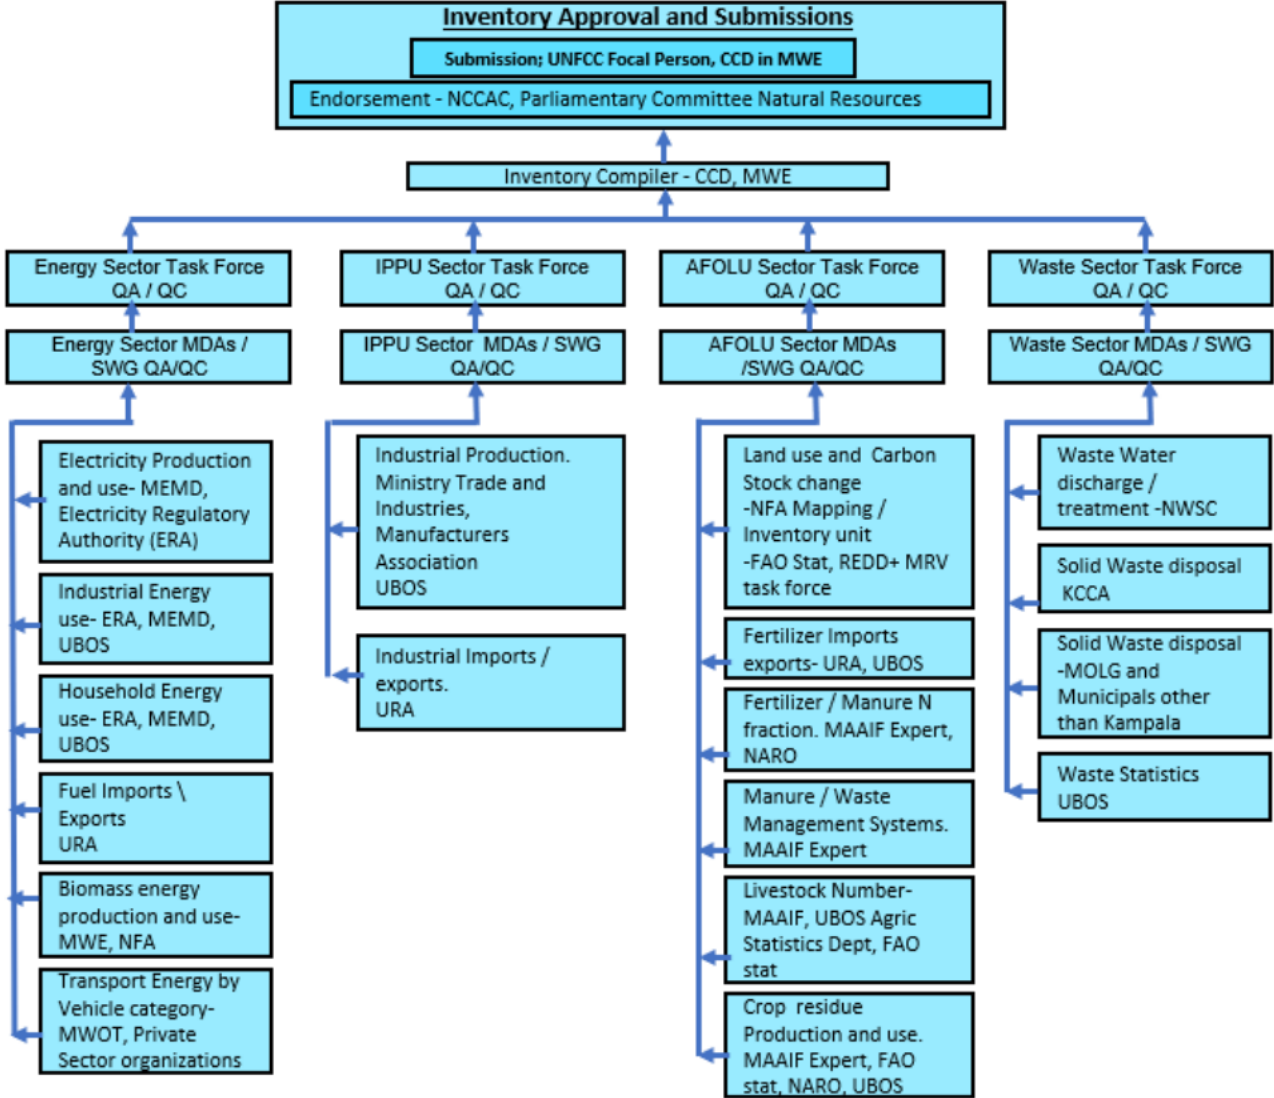 Inventory Approval and Submissions
Submission; UNFCC Focal Person, CCD in MWE
Endorsement - NCCAC, Parliamentary Committee Natural Resources
Inventory Compiler - CCD, MWE
Energy Sector Task Force
QA / QC
IPPU Sector Task Force
QA / QC
AFOLU Sector Task Force
QA / QC
Waste Sector Task Force
QA / QC
Energy Sector MDAs /
SWG QA/QC
IPPU Sector MDAs / SWG
QA/QC
AFOLU Sector MDAs
/SWG QA/QC
Waste Sector MDAs / SWG
QA/QC
Electricity Production
and use- MEMD,
Electricity Regulatory
Authority (ERA)
Industrial Energy
use- ERA, MEMD,
UBOS
Household Energy
use- ERA, MEMD,
UBOS
Fuel Imports \
Exports
URA
Biomass energy
production and use-
MWE, NFA
Transport Energy by
Vehicle category-
MWOT, Private
Sector organizations
Industrial Production.
Ministry Trade and
Industries,
Manufacturers
Association
UBOS
Industrial Imports /
exports.
URA
Land use and Carbon
Stock change
-NFA Mapping /
Inventory unit
-FAO Stat, REDD+ MRV
task force
Fertilizer Imports
exports- URA, UBOS
Fertilizer / Manure N
fraction. MAAIF Expert,
NARO
Manure / Waste
Management Systems.
MAAIF Expert
Livestock Number-
MAAIF, UBOS Agric
Statistics Dept, FAO
stat
Crop residue
Production and use.
MAAIF Expert, FAO
stat, NARO, UBOS
Waste Water
discharge /
treatment -NWSC
Solid Waste disposal
KCCA
Solid Waste disposal
-MOLG and
Municipals other
than Kampala
Waste Statistics
UBOS